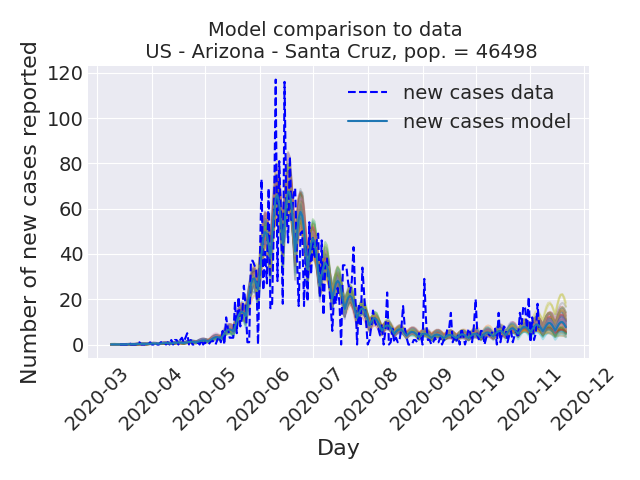 Model comparison to data
US - Arizona - Santa Cruz, pop. = 46498
Number of new cases reported
120
100
80
60
40
20
0
new cases data
new cases model
2020-03
2020-04
2020-05
2020-06
2020-07
2020-08
2020-09
2020-10
2020-11
2020-12
Day